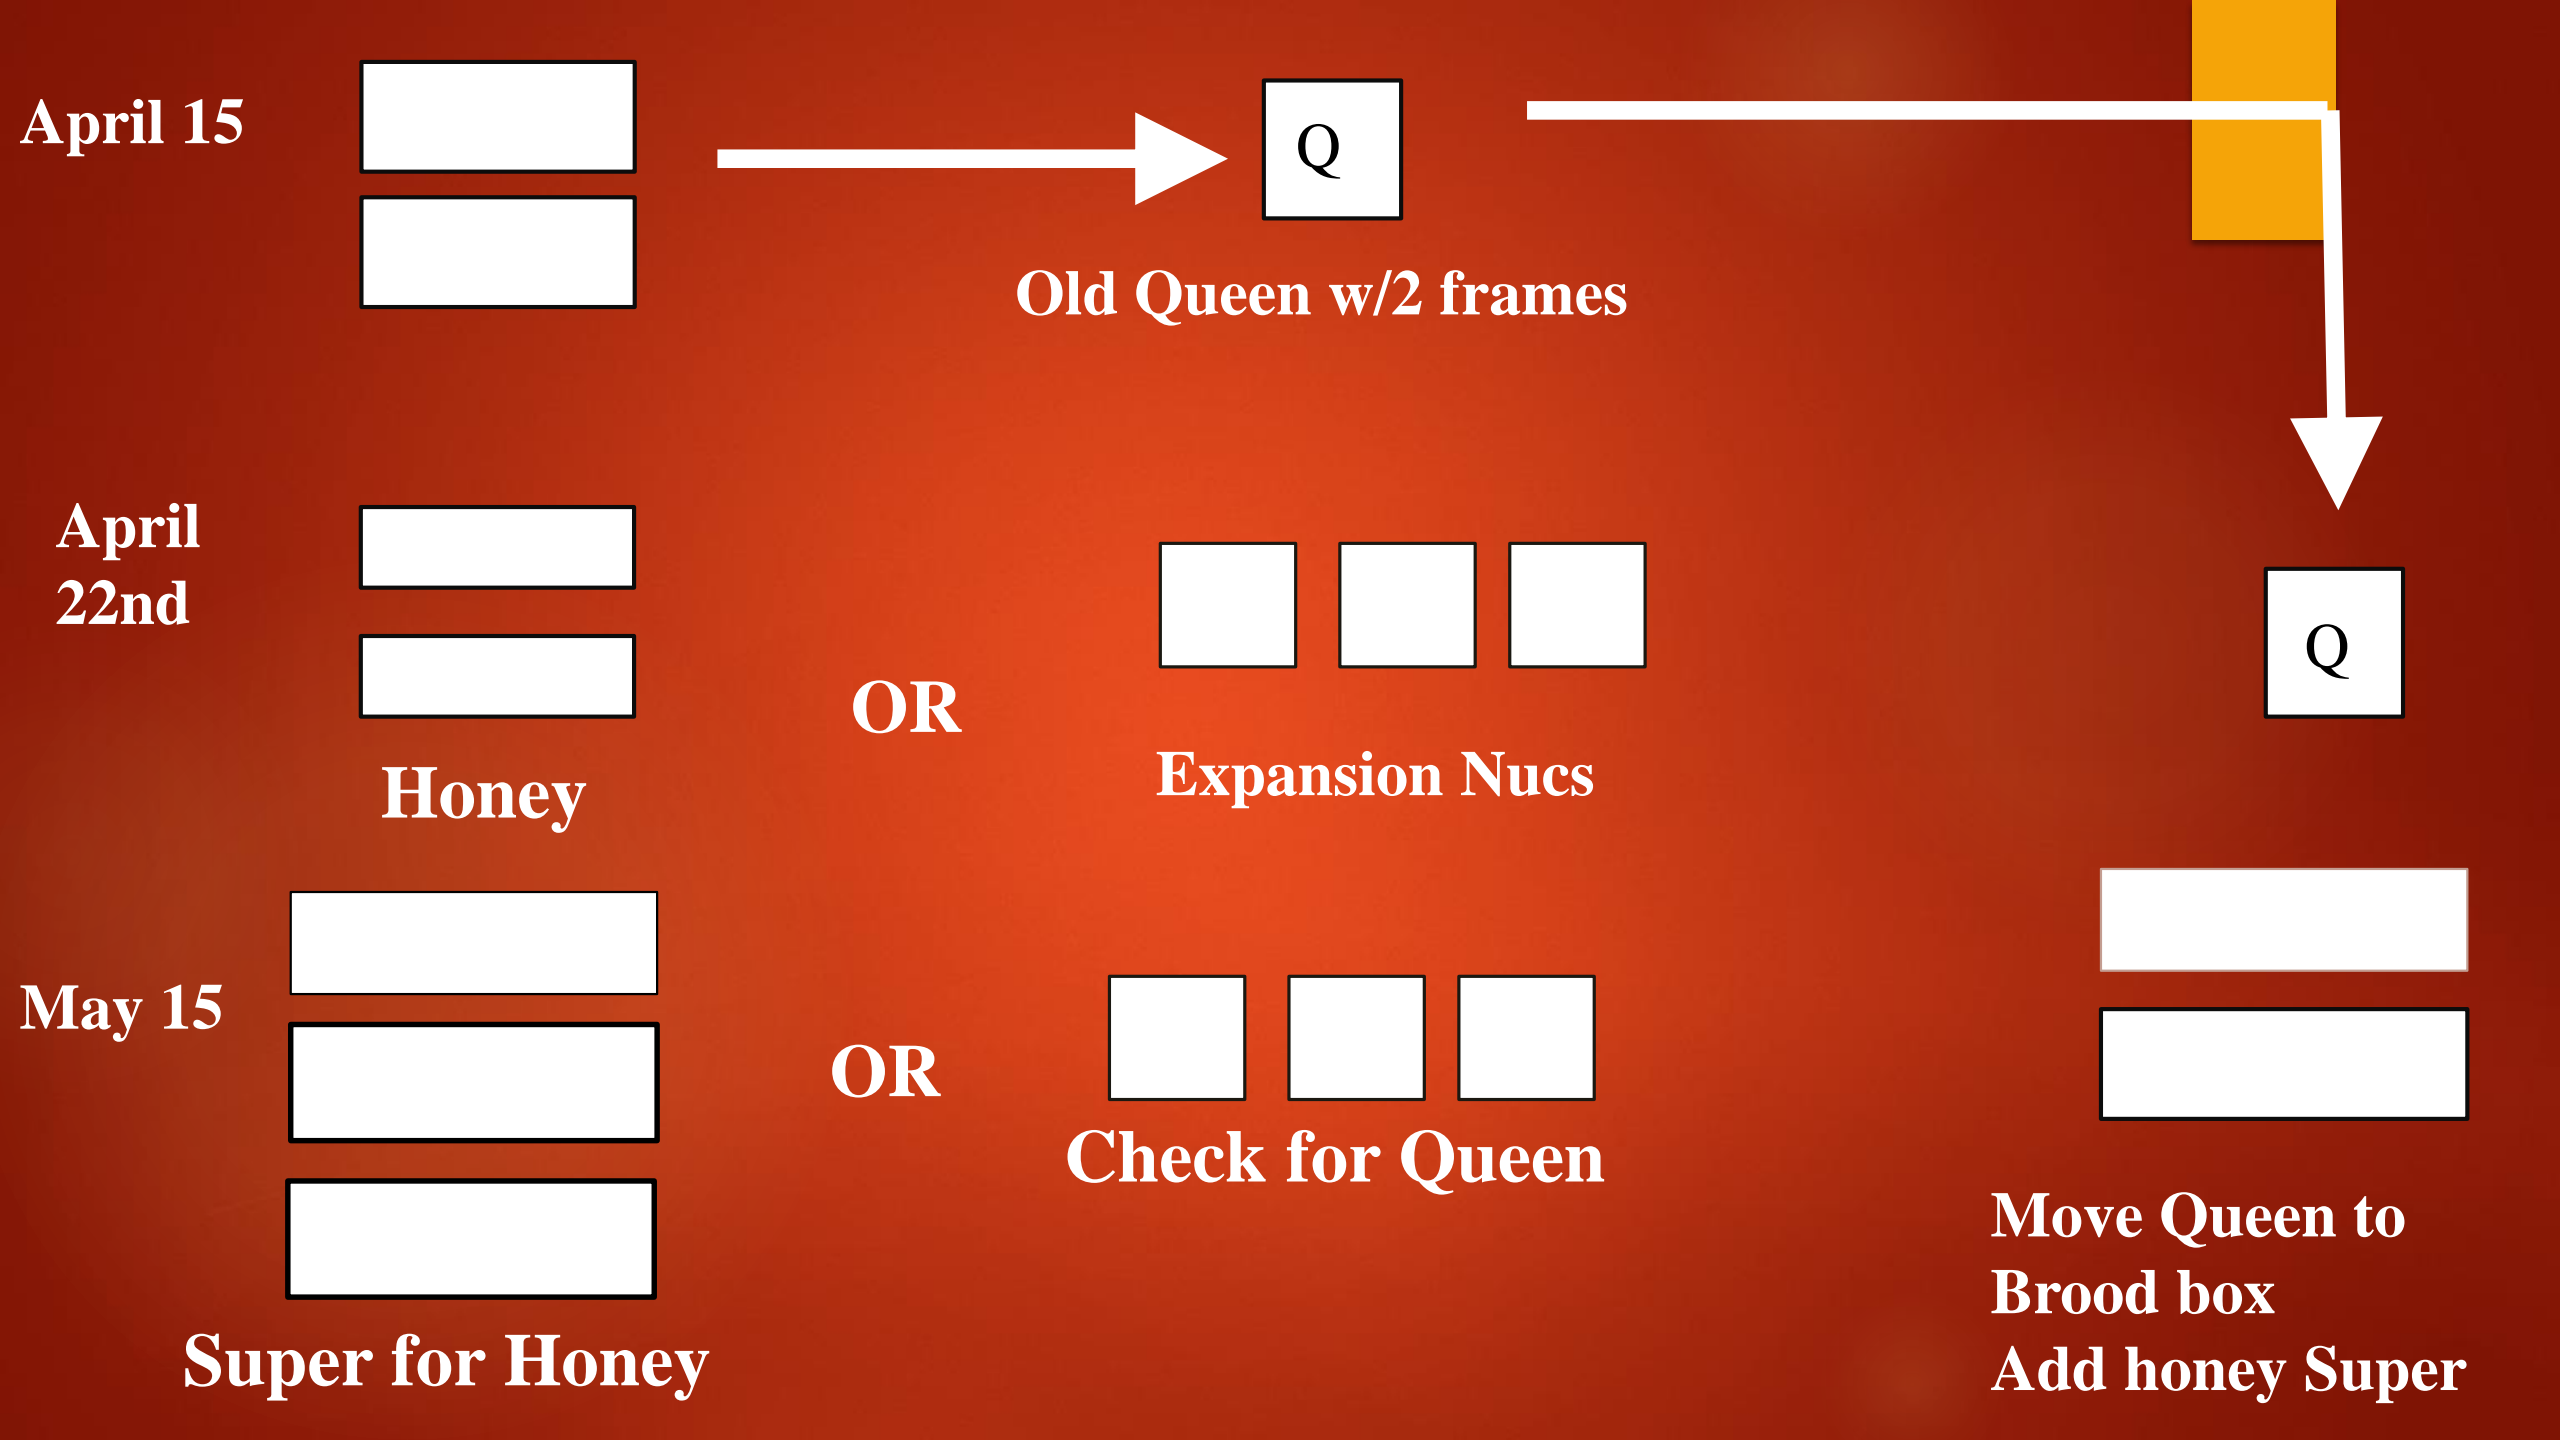 April 15
Q
Old Queen w/2 frames
April
22nd
Q
OR
Honey
Expansion Nucs
May 15
OR
Check for Queen
Super for Honey
Move Queen to
Brood box
Add honey Super